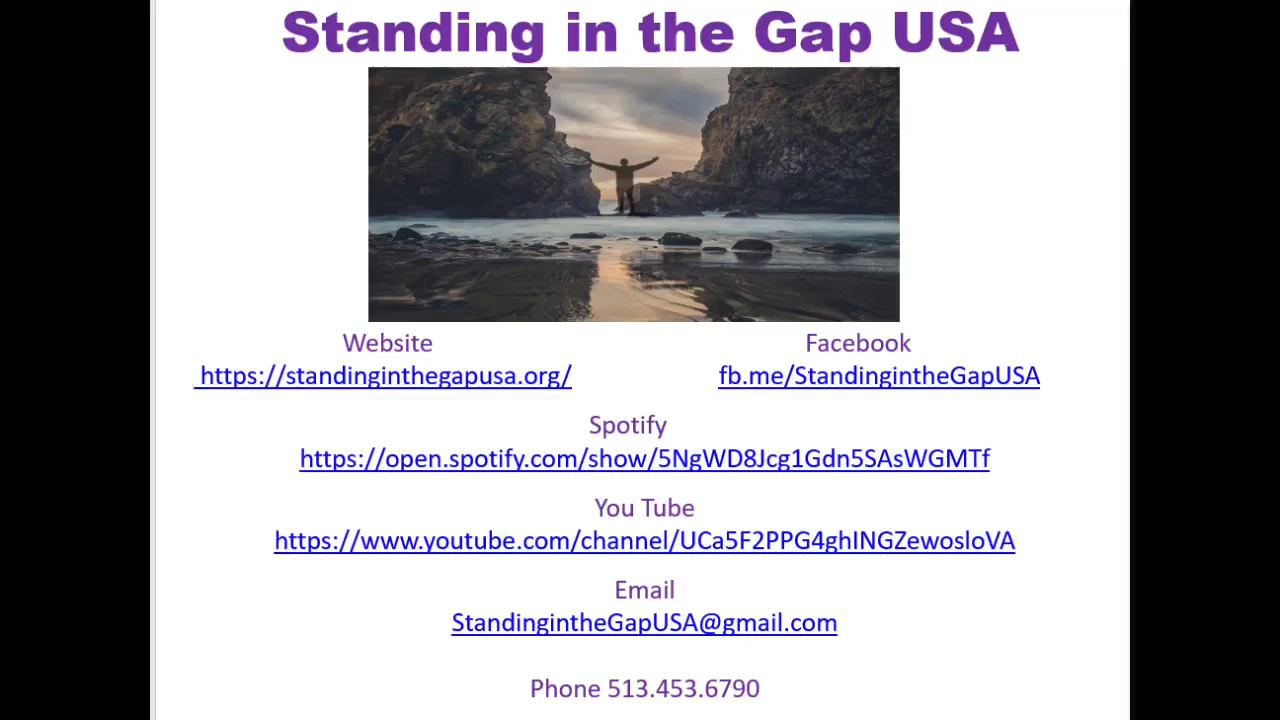 Standing in the Gap USA
Website
https://standinginthegapusa.org/
Facebook
fb.me/StandingintheGapUSA
Spotify
https://open.spotify.com/show/5NgWD8Jcg1Gdn5SAsWGMTf
You Tube
https://www.youtube.com/channel/UCa5F2PPG4ghINGZewosloVA
Email
StandingintheGapUSA@gmail.com
Phone 513.453.6790